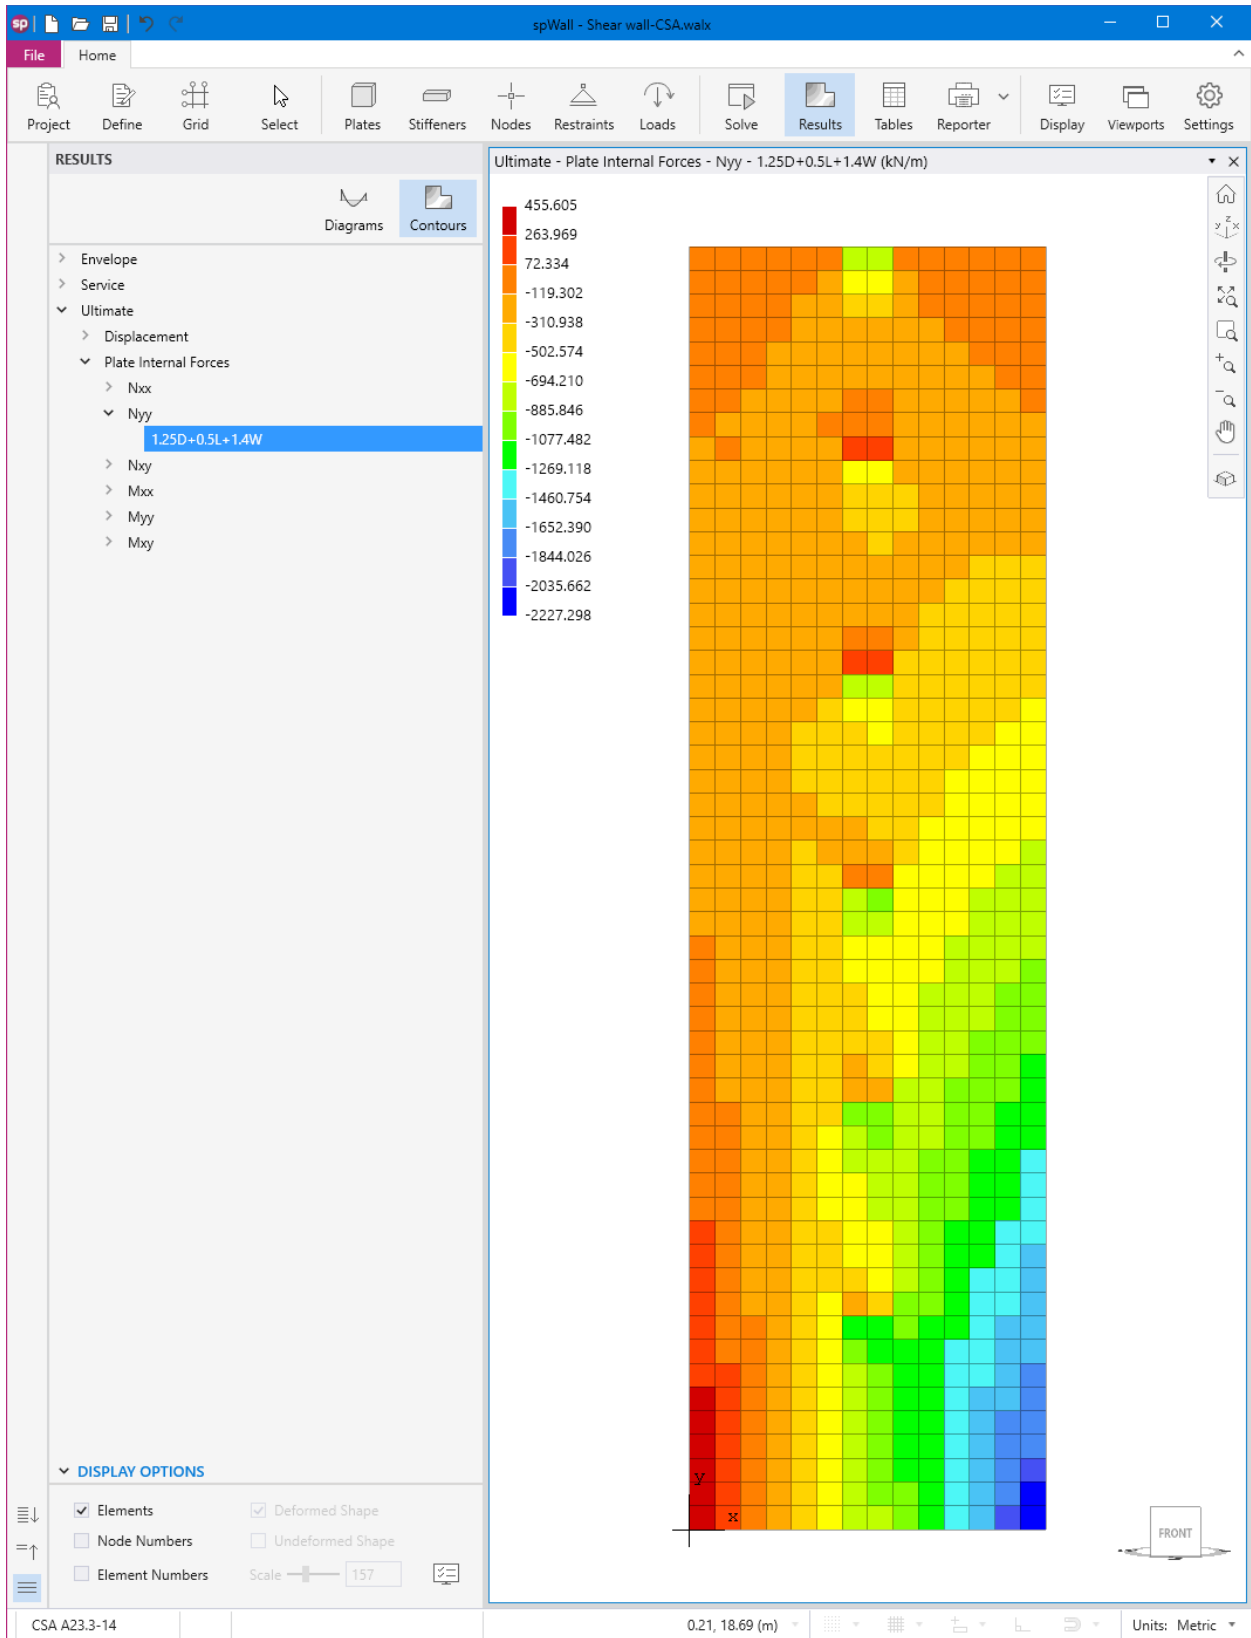 sp
spWall - Shear wall-CSA.walx
File Home
Project Define Grid Select Plates Stiffeners Nodes Restraints Loads Solve Results Tables Reporter Display Viewports Settings
RESULTS
Diagrams Contours
Envelope
Service
Ultimate
Displacement
Plate Internal Forces
Nxx
Nyy
1.25D+0.5L+1.4W
Nxy
Mxx
Myy
Mxy
Ultimate - Plate Internal Forces - Nyy - 1.25D+0.5L+1.4W (kN/m)
455.605
263.969
72.334
-119.302
-310.938
-502.574
-694.210
-885.846
-1077.482
-1269.118
-1460.754
-1652.390
-1844.026
-2035.662
-2227.298
y
x
z
y x
FRONT
DISPLAY OPTIONS
Elements Deformed Shape
Node Numbers Undeformed Shape
Element Numbers Scale 157
CSA A23.3-14 0.21, 18.69 (m) Units: Metric